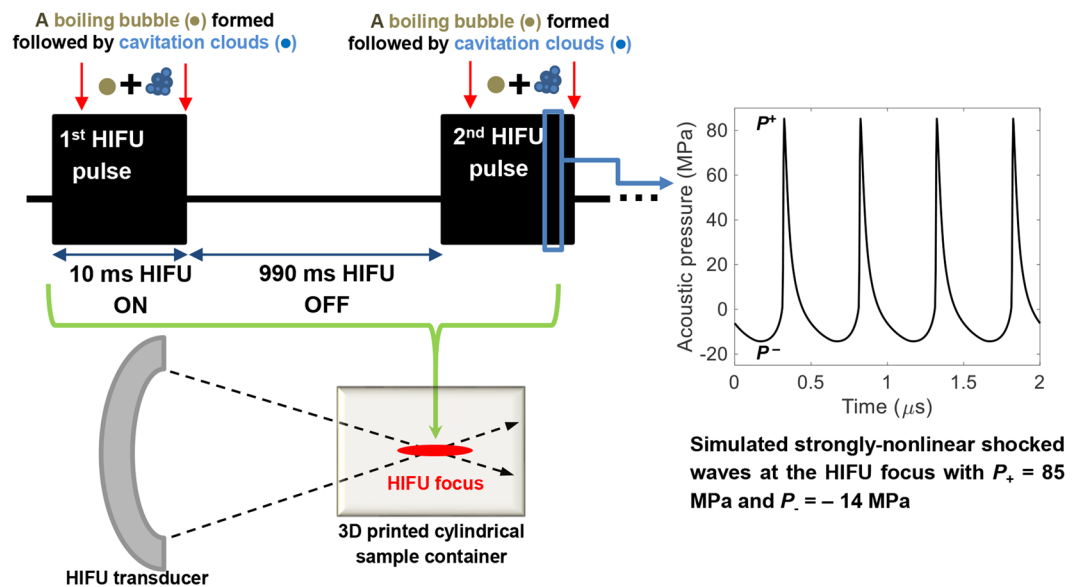 A boiling bubble (●) formed
followed by cavitation clouds (●)
A boiling bubble (●) formed
followed by cavitation clouds (●)
+
+
1st HIFU
pulse
2nd HIFU
pulse
10 ms HIFU
ON
990 ms HIFU
OFF
HIFU focus
3D printed cylindrical
sample container
HIFU transducer
Acoustic pressure (MPa)
80
60
40
20
0
-20
P+
P−
0
0.5
1
1.5
2
Time (μs)
Simulated strongly-nonlinear shocked
waves at the HIFU focus with P+ = 85
MPa and P- = – 14 MPa